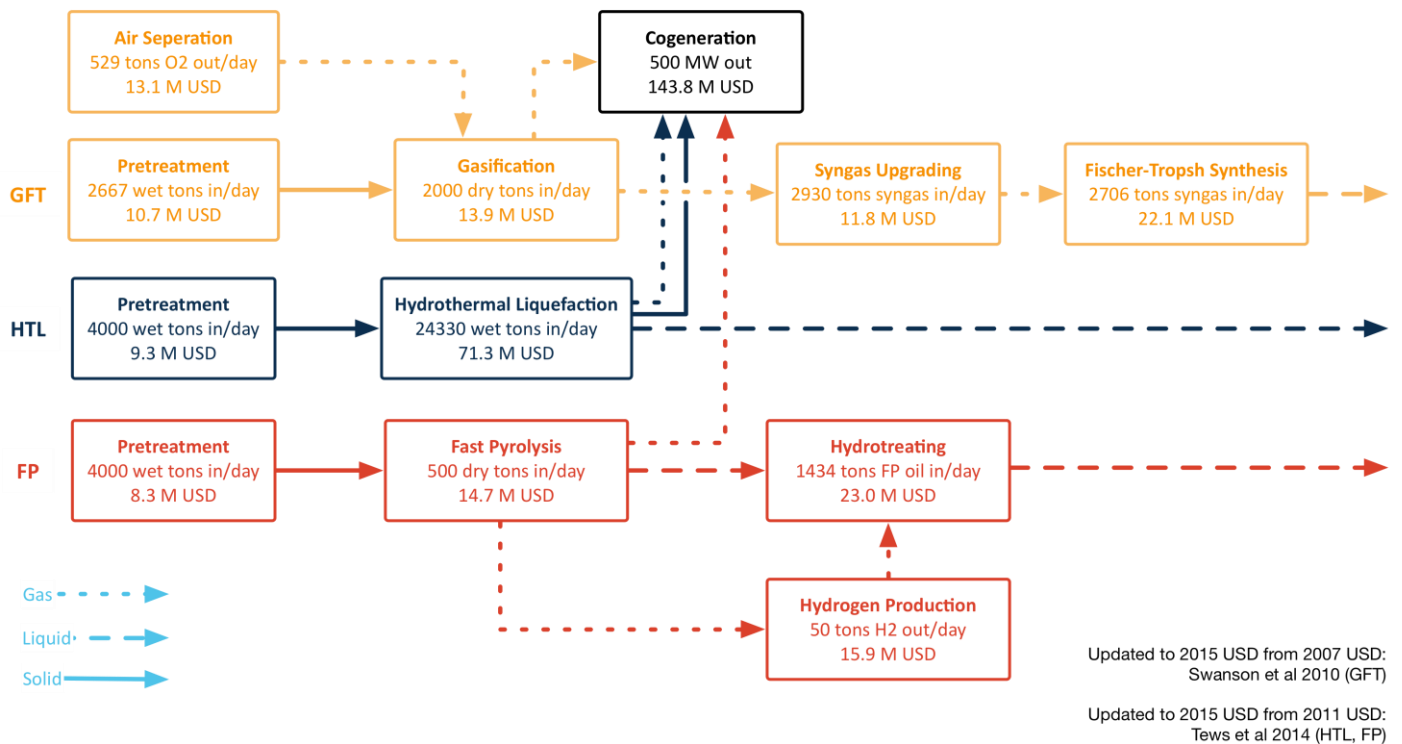 Air Seperation
529 tons O2 out/day
13.1 M USD
Cogeneration
500 MW out
143.8 M USD
GFT
Pretreatment
2667 wet tons in/day
10.7 M USD
Gasification
2000 dry tons in/day
13.9 M USD
Syngas Upgrading
2930 tons syngas in/day
11.8 M USD
Fischer-Tropsh Synthesis
2706 tons syngas in/day
22.1 M USD
HTL
Pretreatment
4000 wet tons in/day
9.3 M USD
Hydrothermal Liquefaction
24330 wet tons in/day
71.3 M USD
FP
Pretreatment
4000 wet tons in/day
8.3 M USD
Fast Pyrolysis
500 dry tons in/day
14.7 M USD
Hydrotreating
1434 tons FP oil in/day
23.0 M USD
Hydrogen Production
50 tons H2 out/day
15.9 M USD
Gas
Liquid
Solid
Updated to 2015 USD from 2007 USD:
Swanson et al 2010 (GFT)
Updated to 2015 USD from 2011 USD:
Tews et al 2014 (HTL, FP)